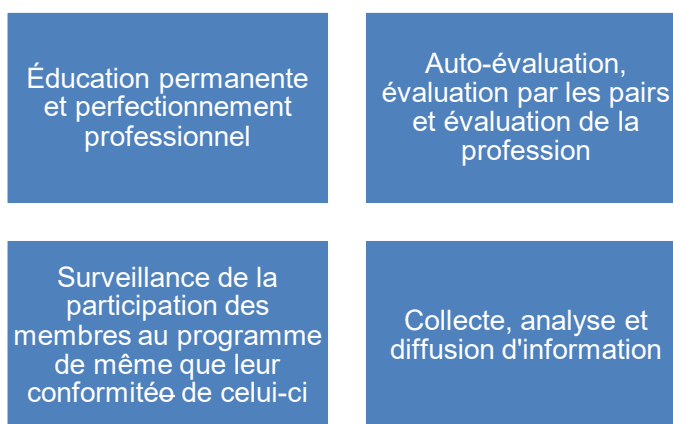 Éducation permanente
et perfectionnement
professionnel
Auto-évaluation,
évaluation par les pairs
et évaluation de la
profession
Surveillance de la
participation des
membres au programme
de même que leur
conformitée de celui-ci
Collecte, analyse et
diffusion d'information